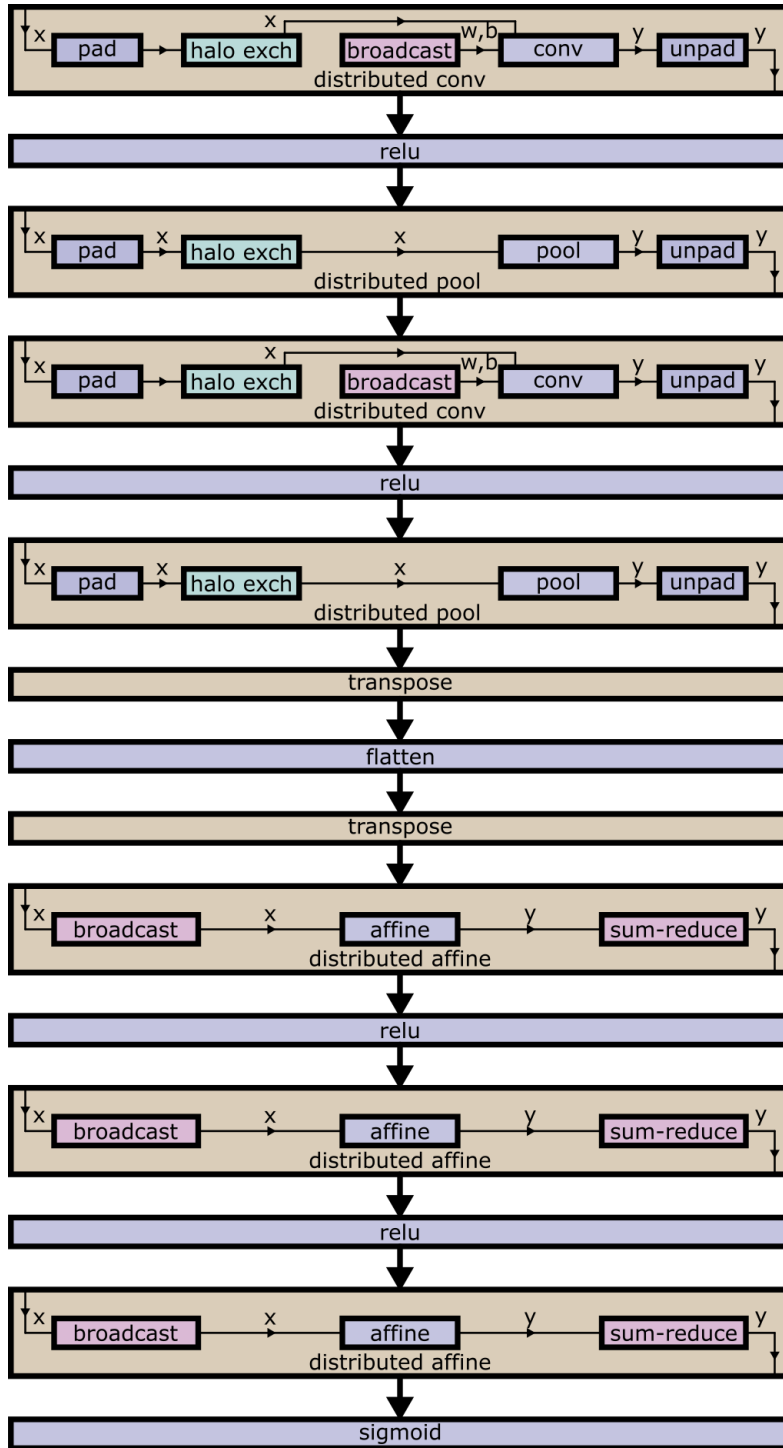 x
w,b
x pad halo exch broadcast conv y unpad y
distributed conv
relu
x pad x halo exch x pool y unpad y
distributed pool
x
w,b
x pad halo exch broadcast conv y unpad y
distributed conv
relu
x pad x halo exch x pool y unpad y
distributed pool
transpose
flatten
transpose
x broadcast x affine y sum-reduce y
distributed affine
relu
x broadcast x affine y sum-reduce y
distributed affine
relu
x broadcast x affine y sum-reduce y
distributed affine
sigmoid